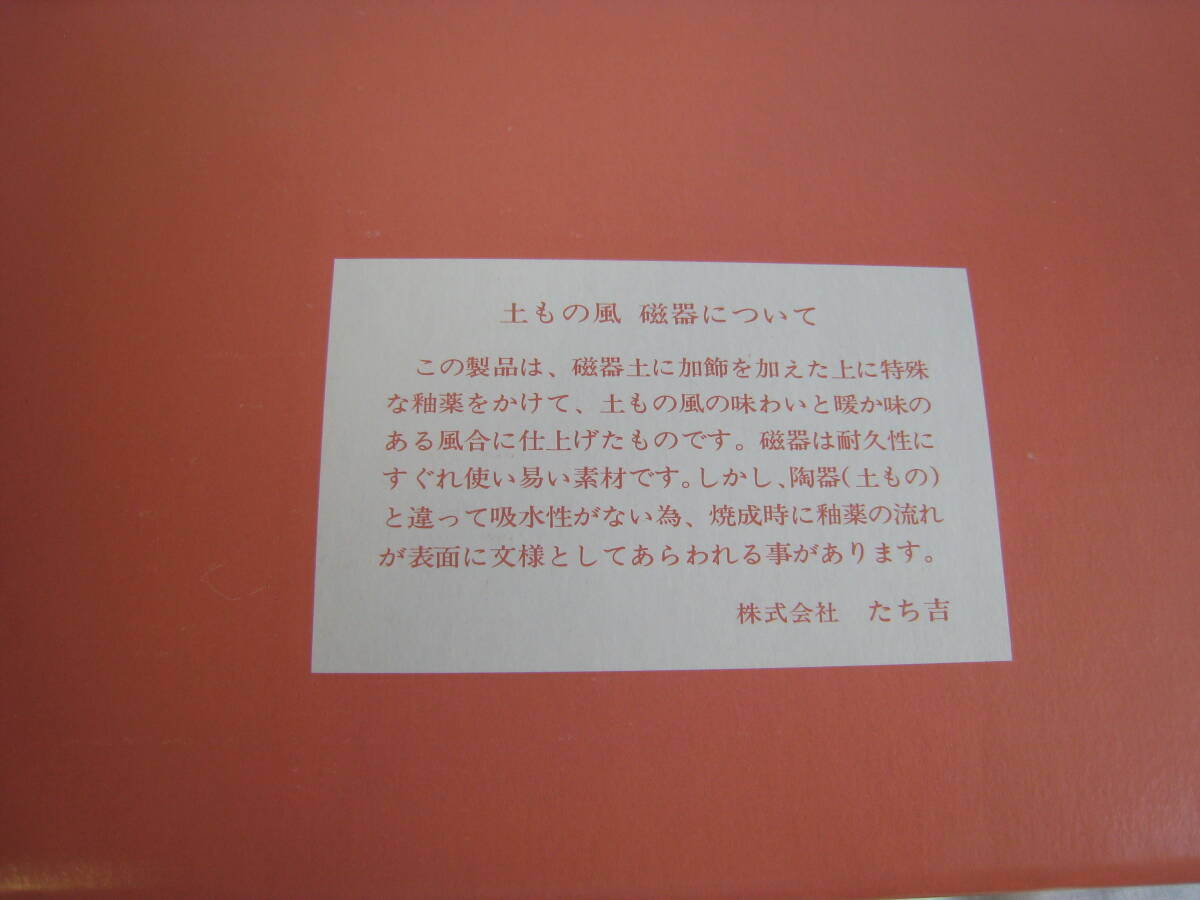 土もの風 磁器について
この製品は、磁器土に加飾を加えた上に特殊
な釉薬をかけて、土もの風の味わいと暖か味の
ある風合に仕上げたものです。磁器は耐久性に
すぐれ使い易い素材です。しかし、陶器(土もの)
と違って吸水性がない為、焼成時に釉薬の流れ
が表面に文様としてあらわれる事があります。
株式会社 たち吉